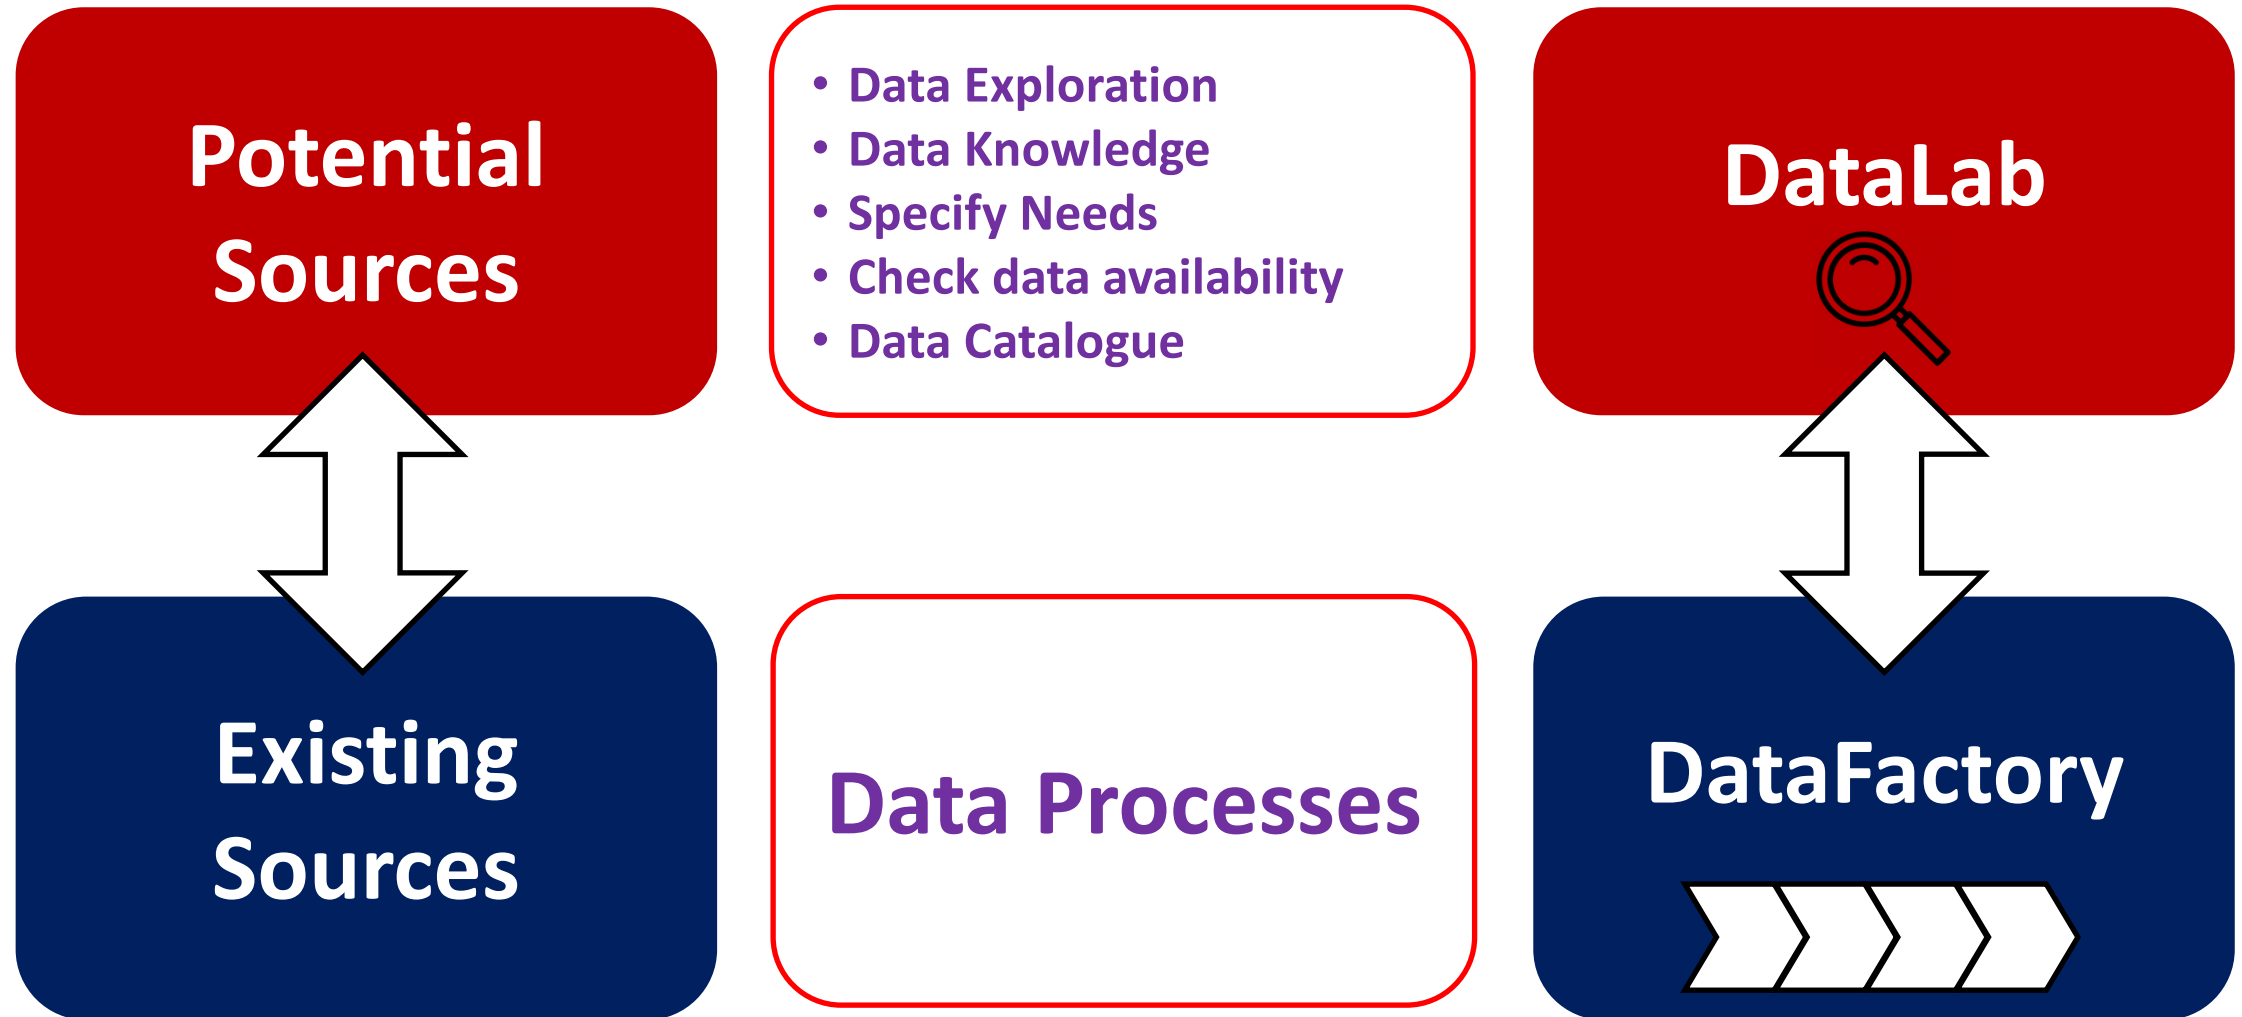 Potential
Sources
• Data Exploration
• Data Knowledge
• Specify Needs
• Check data availability
• Data Catalogue
DataLab
Existing
Sources
Data Processes
DataFactory